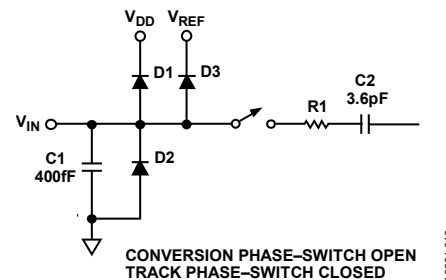 VDD VREF
D1 D3
C2
3.6pF
R1
VIN
C1
400fF
D2
CONVERSION PHASE–SWITCH OPEN
TRACK PHASE–SWITCH CLOSED